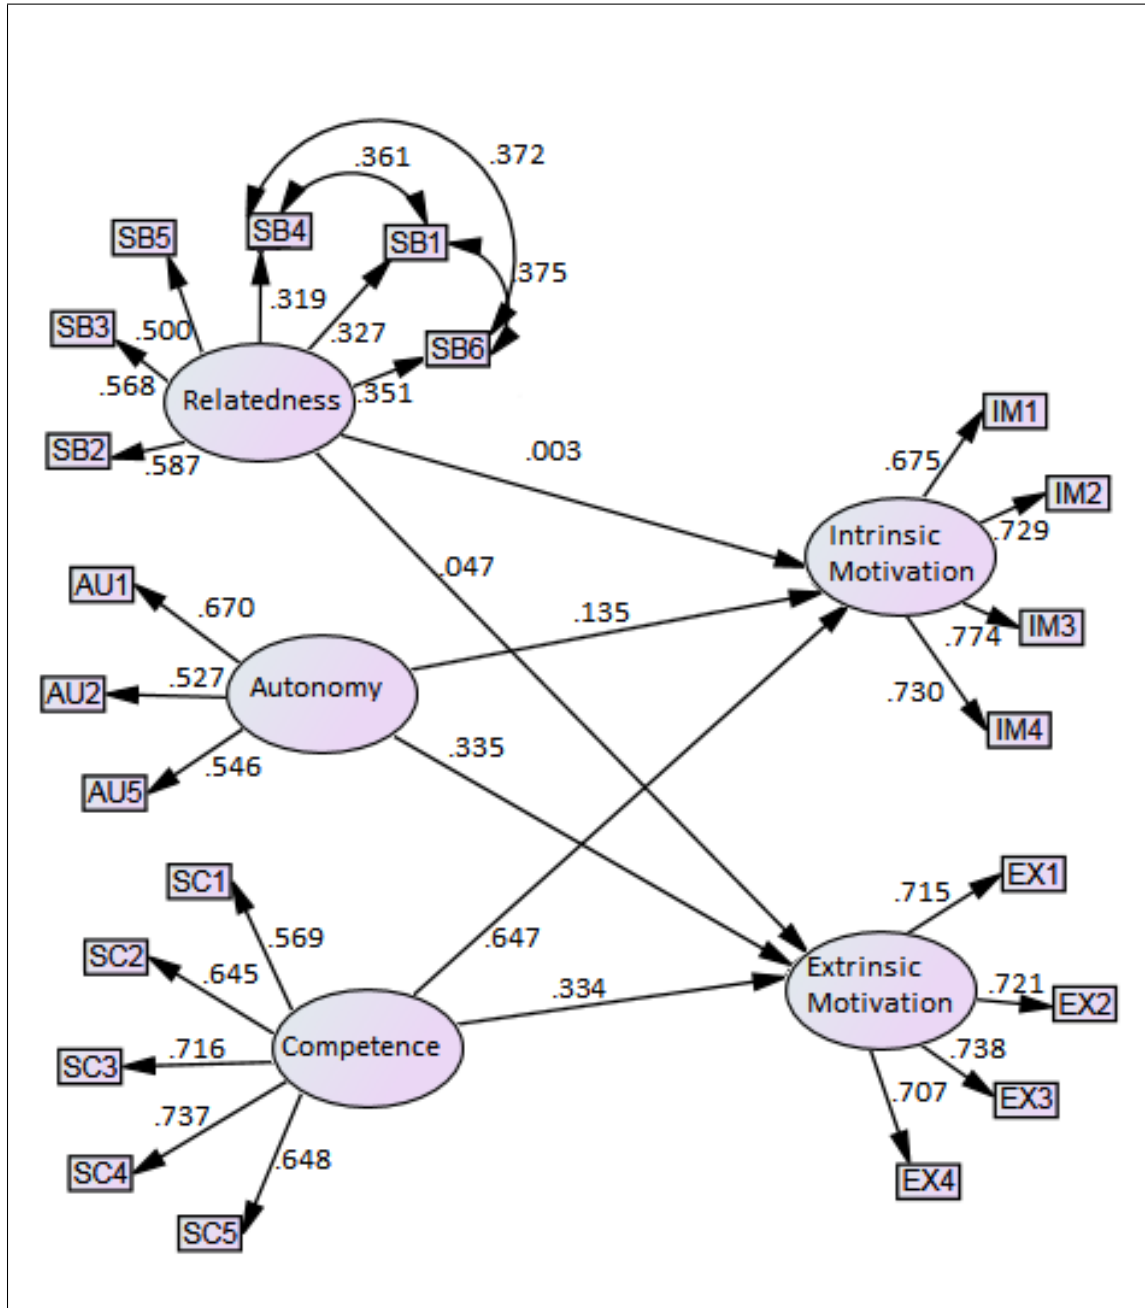 .372
.361
SB5
SB4
SB1
.375
.319
SB3
.500
.327
SB6
.568
Relatedness
.351
SB2
.587
.003
IM1
.675
IM2
.729
Intrinsic
Motivation
.047
AU1
.670
.135
IM3
.774
AU2
.527
Autonomy
.730
IM4
.335
AU5
.546
SC1
EX1
.715
.569
.647
SC2
.645
Extrinsic
Motivation
.721
EX2
.334
Competence
.716
SC3
.738
EX3
.707
.737
SC4
.648
EX4
SC5